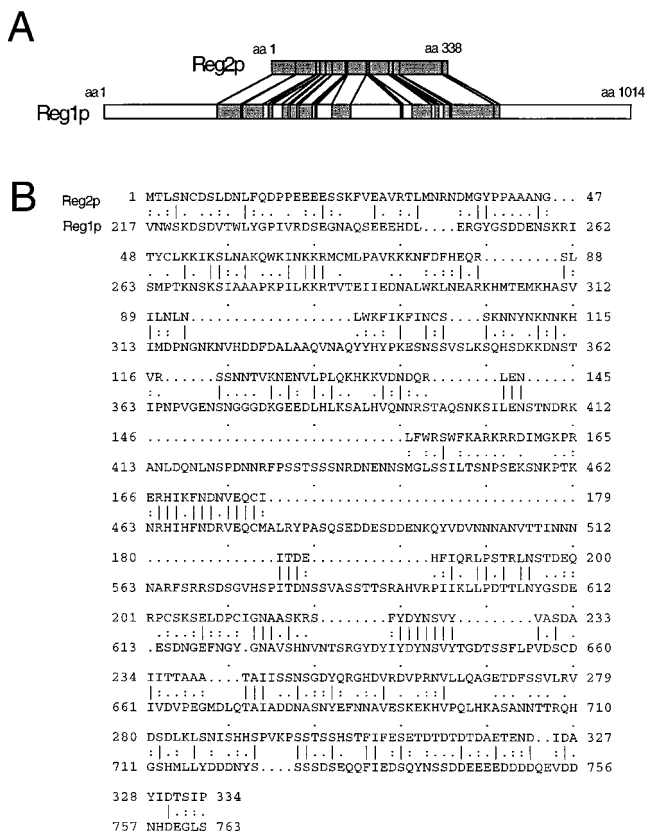 A
aa 1
aa 338
Reg2p
aa1
aa 1014
Reg1p
B
Reg2p 1 MTLSNCDSLDNLFQDPPEEEESSKFVEAVRTLMNRNDMGYPPAAANG... 47
Reg1p 217 VNWSKDSDVTWLYGPIVRDSEGNAQSEEEHDL..ERGYGSDDENSKRI 262
48 TYCLKKIKSLNAKQWKINKKRMCMLPAVKKKNFDFHEQR.........SL 88
263 SMPTKNSKSIAAAPKPILKKRTVTEIIEDNALWKLNEARKHMTEMKHASV 312
89 ILNLN..............LWKFIKFINCS...SKNNYNKNNKH 115
313 IMDPNGNKNVHDDFDALAAQVNAQYYHYPKESNSSVSLKSQHSDKKDNST 362
116 VR......SSNNTVKNENVLPLQKHKKVDNDQR........LEN...... 145
363 IPNPVGENSNGGGDKGEEDLHLKSALHVQNNRSTAQSNKSILENSTNDRK 412
146 ..............................LFWRSWFKARKRRDIMGKPR 165
413 ANLDQNLNSPDNNRFPSSTSSSNRDNENNSMGLSSILTSNPSEKSNKPTK 462
166 ERHIKFNDNVEQCI.................................... 179
463 NRHIHFNDRVEQCMALRYPASQSEDDESDDENKQYVDVNNNANVTTINNN 512
180 ................ITDE..............HFIQRLPSTRLNSTDEQ 200
563 NARFSRRSDSGVHSPITDNSSVASSTTSRAHVRPIIKLLPDTTLNYGSDE 612
201 RPCSKSELDPCIGNAASKRS........FYDYNSVY.......VASDA 233
613 .ESDNGEFNGY.GNAVSHNVNTSRGYDYIYDYNSVYTGDTSSFLPVDSCD 660
234 IITTAAA...TAIISSNSGDYQRGHDVRDVPRNVLLQAGETDFSSVLRV 279
661 IVDVPEGMDLQTAIADDNASNYEFNNAVESKEKHVPQLHKASANNTTRQH 710
280 DSDLKLSNISHHSPVKPSSTSSHSTFIFESETDTDTDTDAETEND.IDA 327
711 GSHMLLYDDDNYS....SSSDSEQQFIEDSQYNSSDDEEEEDDDDQEVDD 756
328 YIDTSIP 334
757 NHDEGLS 763